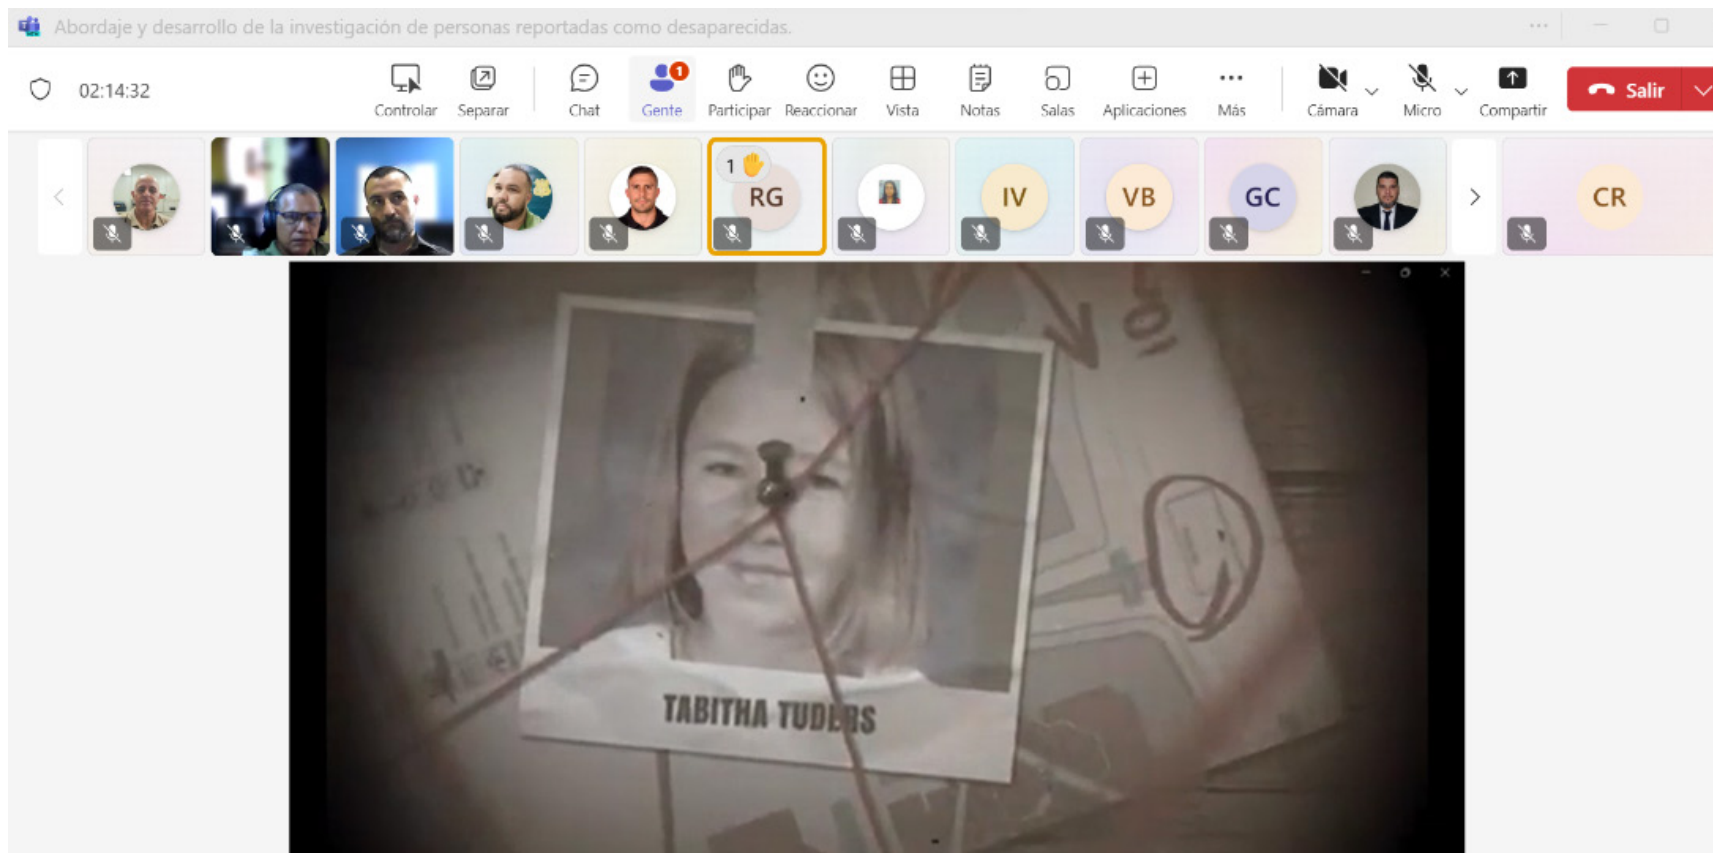 Abordaje y desarrollo de la investigación de personas reportadas como desaparecidas.
02:14:32
Controlar
Separar
Chat
1
Gente
Participar
Reaccionar
Vista
Notas
Salas
Aplicaciones
Más
Cámara
Micro
Compartir
Salir
1
RG
IV
VB
GC
CR
TABITHA TUDERS